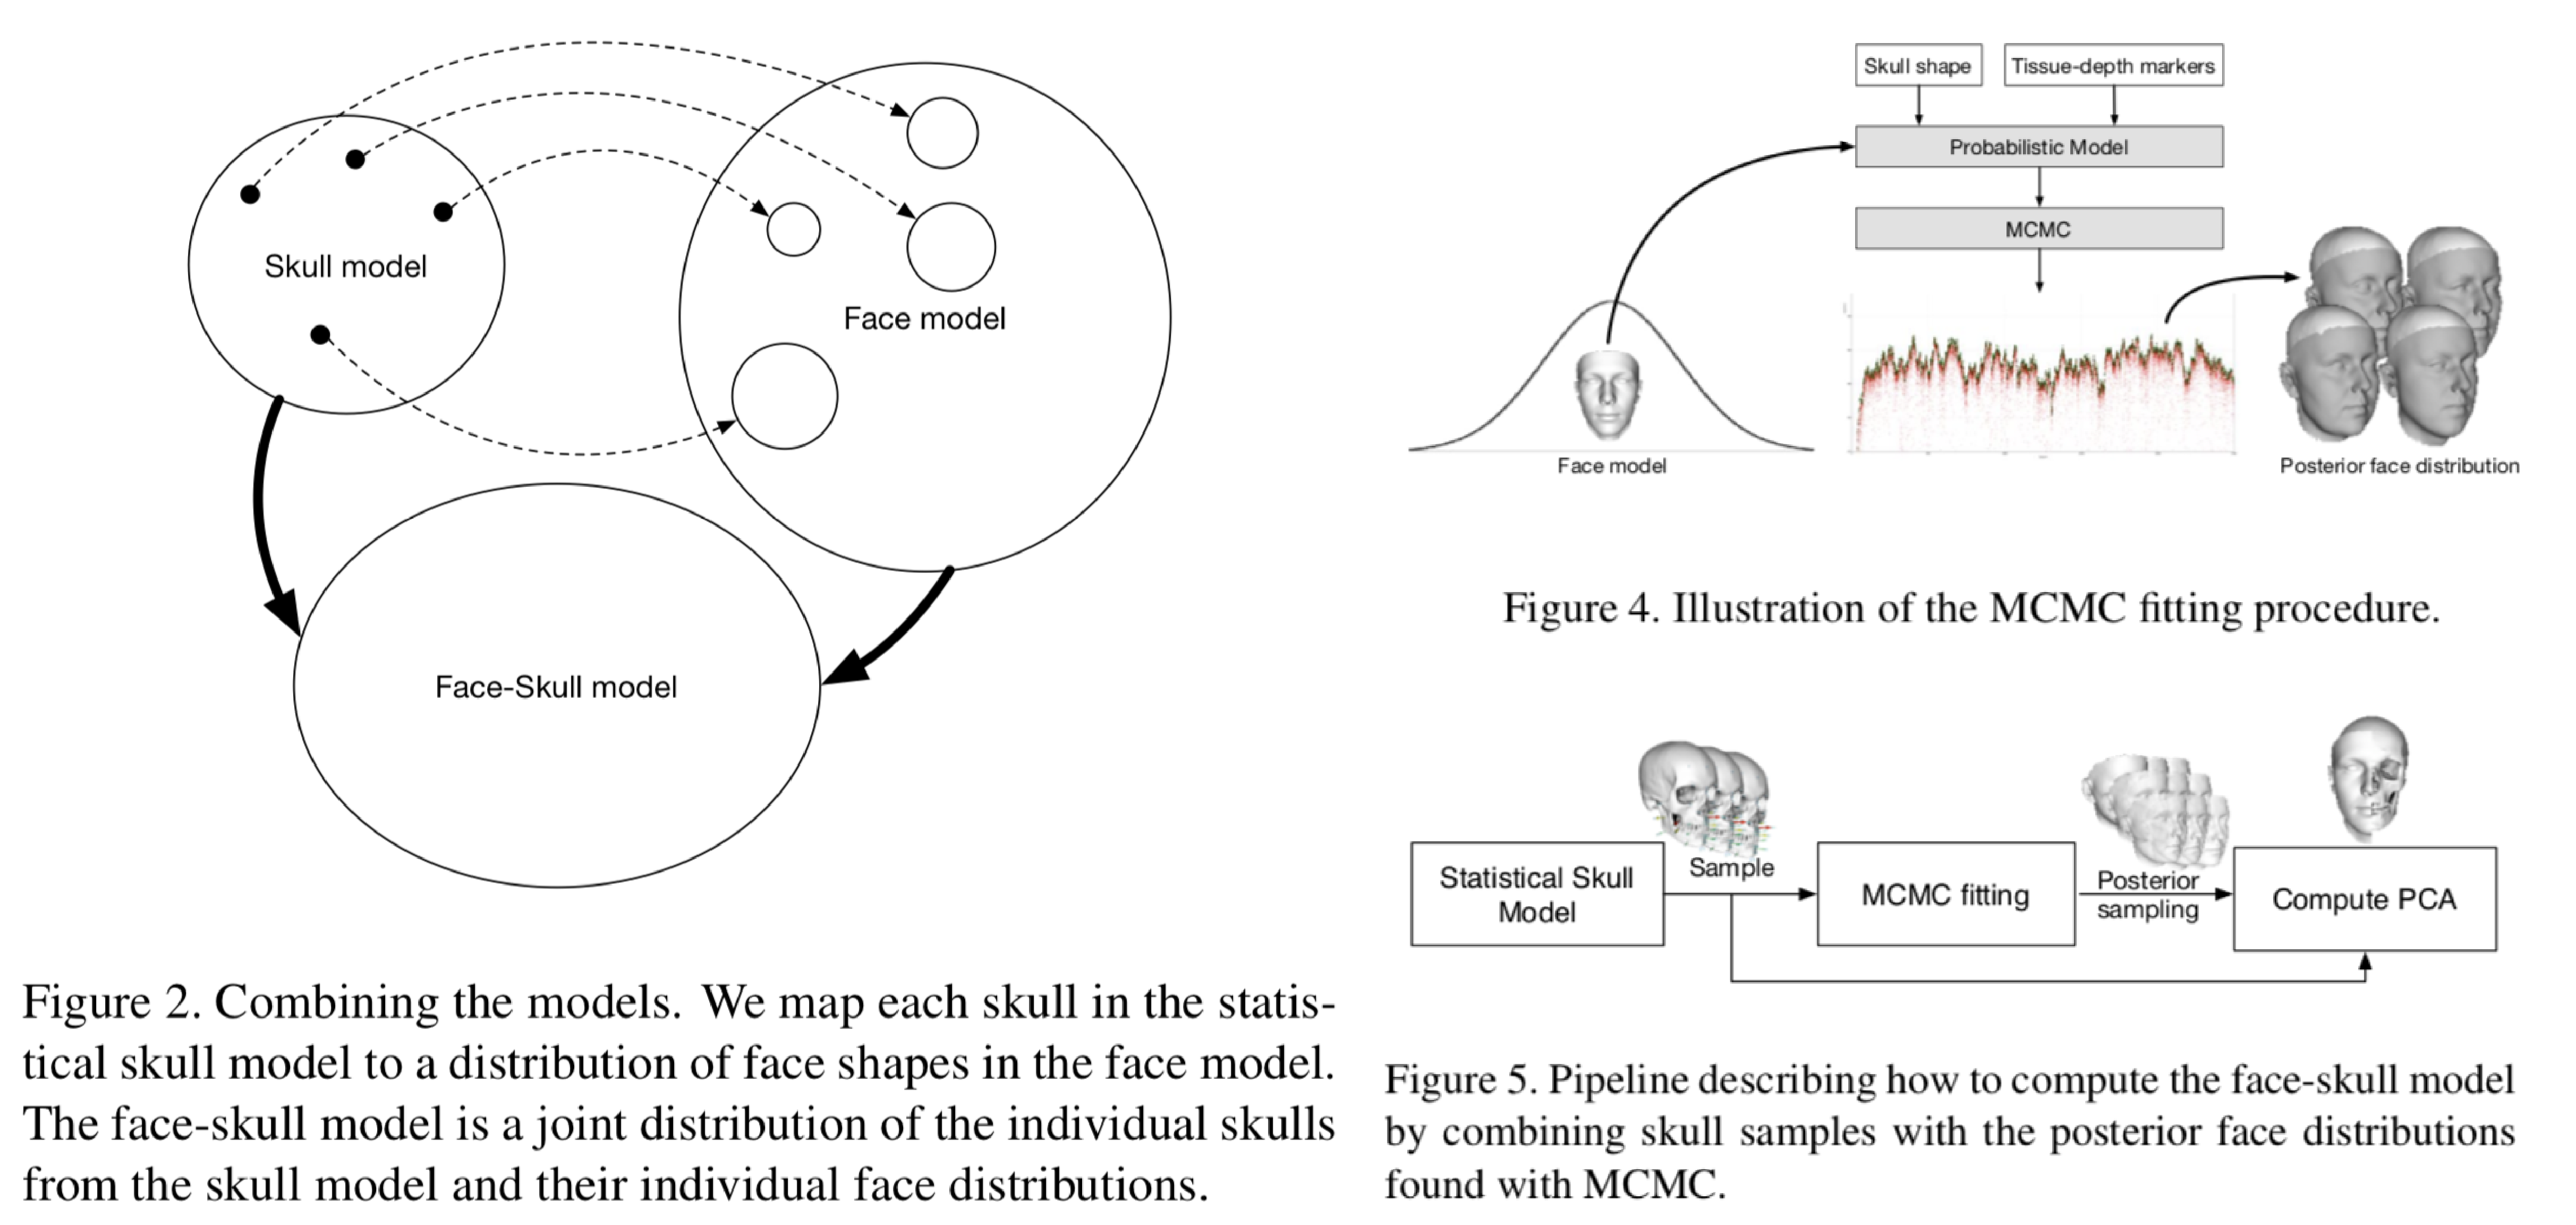 Skull model
Face model
Face-Skull model
Figure 2. Combining the models. We map each skull in the statis-
tical skull model to a distribution of face shapes in the face model.
The face-skull model is a joint distribution of the individual skulls
from the skull model and their individual face distributions.
Skull shape
Tissue-depth markers
Probabilistic Model
MCMC
Face model
Posterior face distribution
Figure 4. Illustration of the MCMC fitting procedure.
Statistical Skull
Model
Sample
MCMC fitting
Posterior
sampling
Compute PCA
Figure 5. Pipeline describing how to compute the face-skull model
by combining skull samples with the posterior face distributions
found with MCMC.